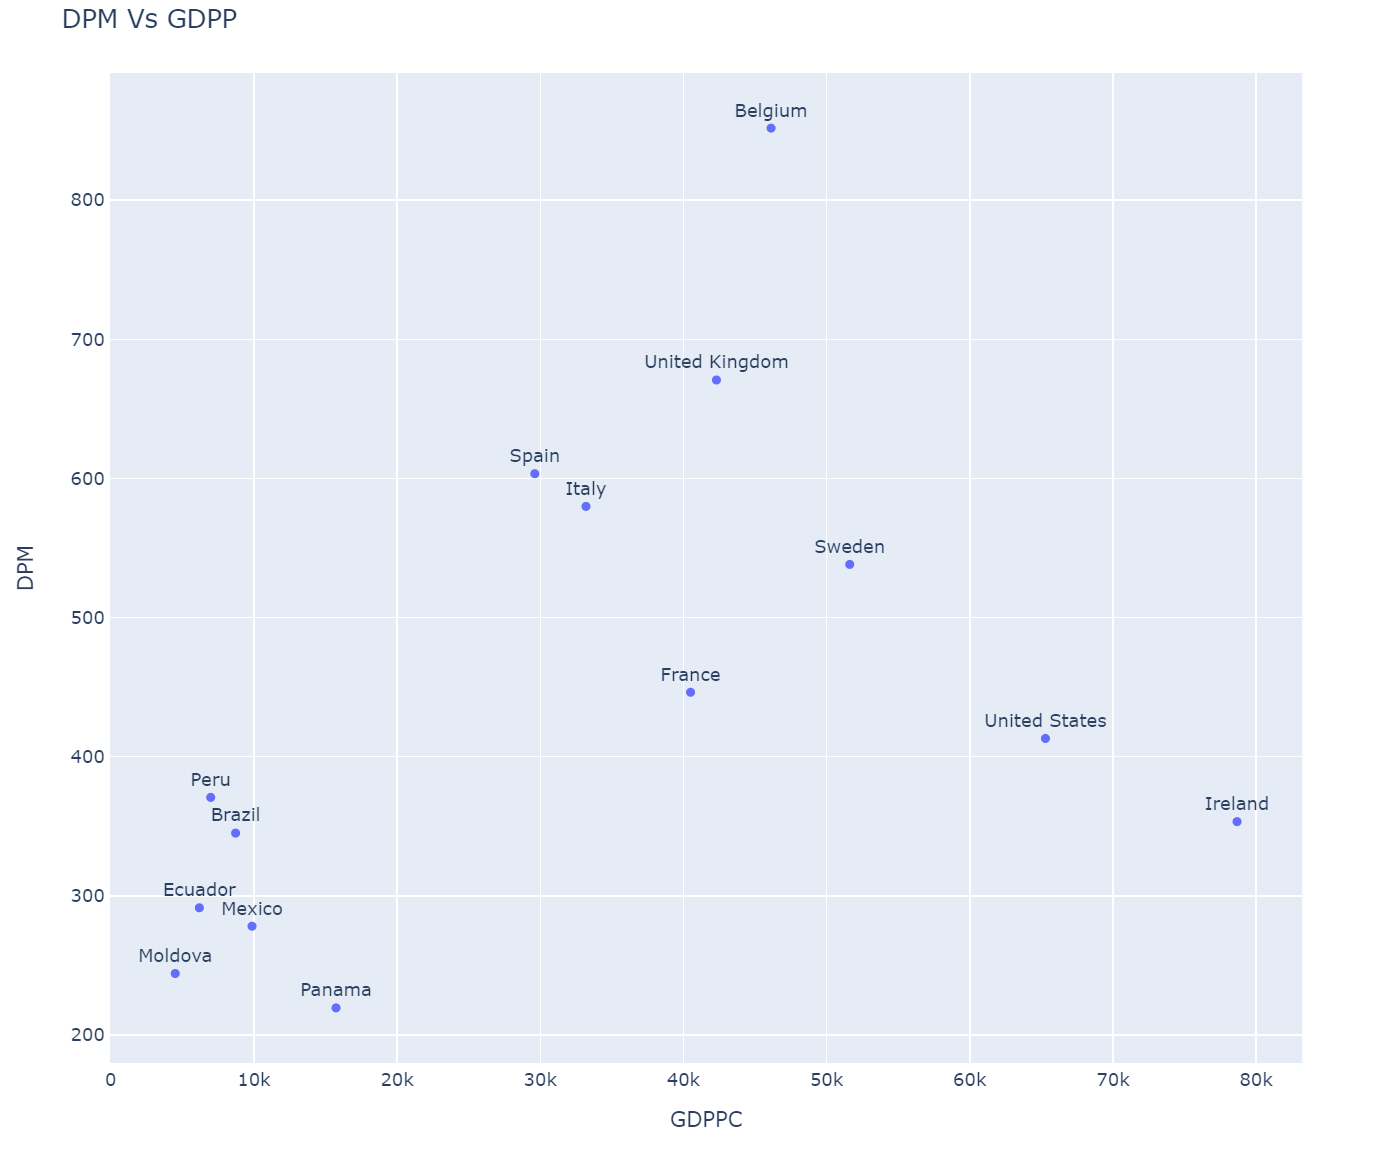 DPM Vs GDPP
Belgium
800
700
United Kingdom
Spain
600
Italy
Sweden
DPM
500
France
United States
400
Peru
Ireland
Brazil
300
Ecuador
Mexico
Moldova
Panama
200
0 10k 20k 30k 40k 50k 60k 70k 80k
GDPPC